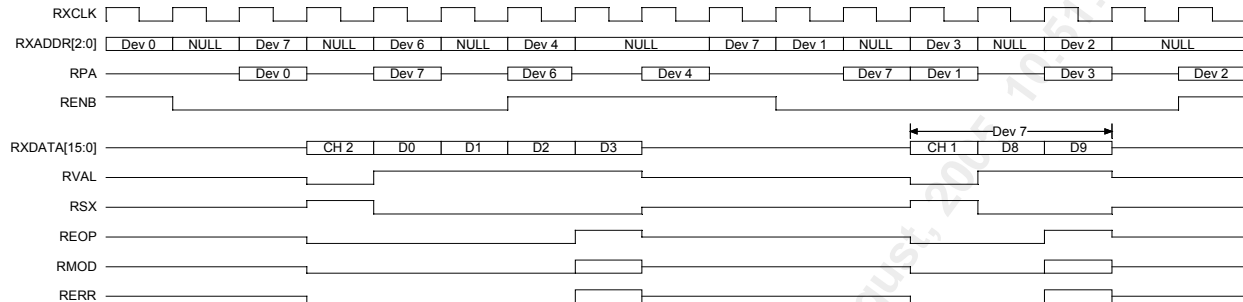 RXCLK
RXADDR[2:0] Dev 0 NULL Dev 7 NULL Dev 6 NULL Dev 4 NULL Dev 7 Dev 1 NULL Dev 3 NULL Dev 2 NULL
RPA Dev 0 Dev 7 Dev 6 Dev 4 Dev 7 Dev 1 Dev 3 Dev 2
RENB
Dev 7
RXDATA[15:0] CH 2 D0 D1 D2 D3 CH 1 D8 D9
RVAL
RSX
REOP
RMOD
RERR